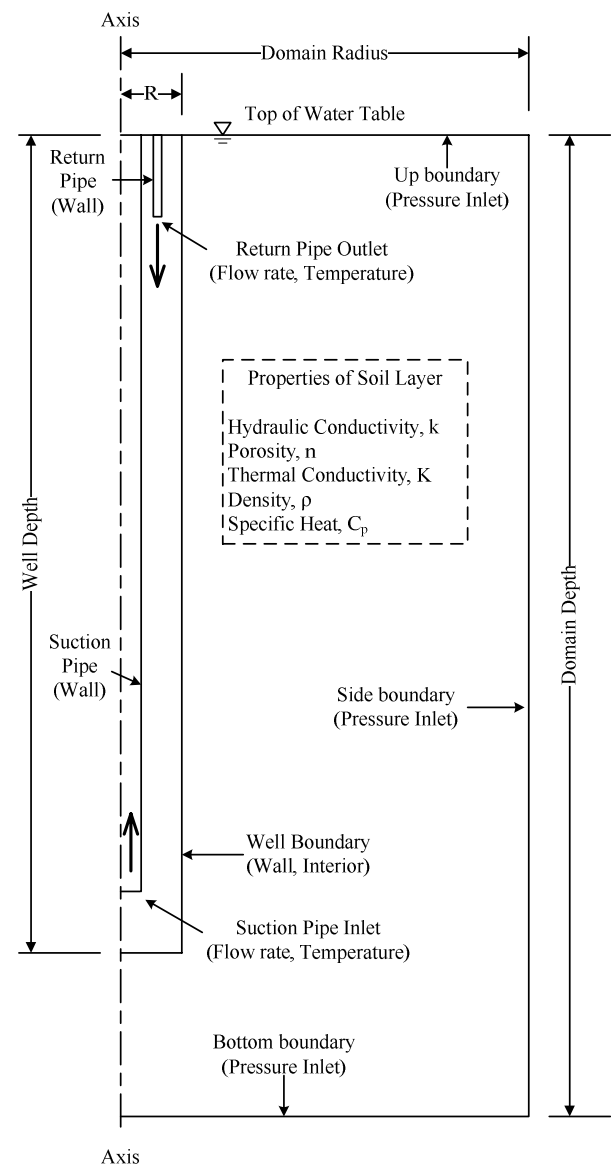 Axis
Domain Radius
R
Top of Water Table
Return
Pipe
(Wall)
Up boundary
(Pressure Inlet)
Return Pipe Outlet
(Flow rate, Temperature)
Properties of Soil Layer
Hydraulic Conductivity, k
Porosity, n
Thermal Conductivity, K
Density, ρ
Specific Heat, Cp
Well Depth
Domain Depth
Suction
Pipe
(Wall)
Side boundary
(Pressure Inlet)
Well Boundary
(Wall, Interior)
Suction Pipe Inlet
(Flow rate, Temperature)
Bottom boundary
(Pressure Inlet)
Axis